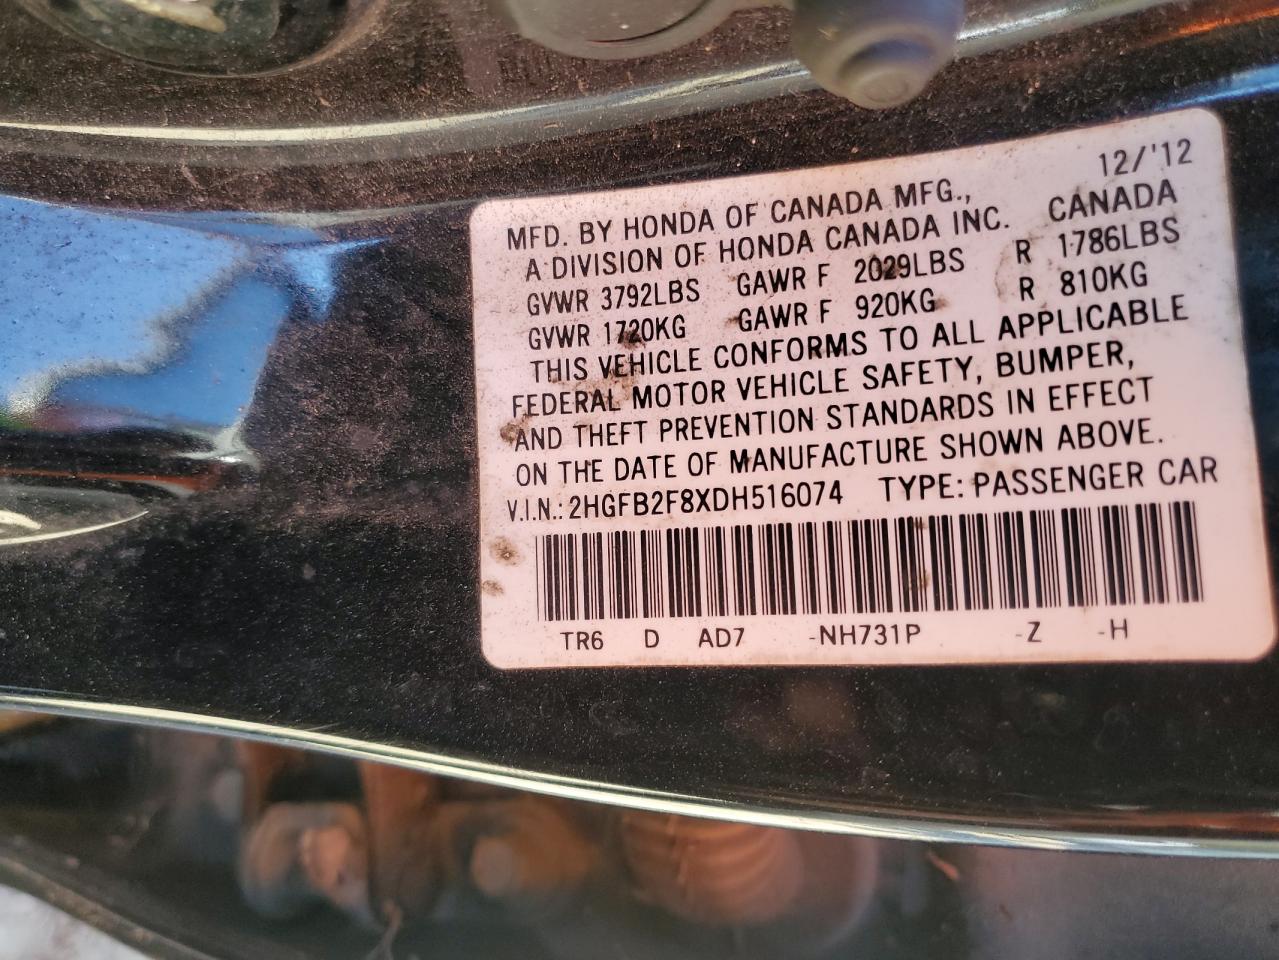 12/'12
MFD. BY HONDA OF CANADA MFG.,
A DIVISION OF HONDA CANADA INC. CANADA
GVWR 3792LBS GAWR F 2029LBS R 1786LBS
GVWR 1720KG GAWR F 920KG R 810KG
THIS VEHICLE CONFORMS TO ALL APPLICABLE
FEDERAL MOTOR VEHICLE SAFETY, BUMPER,
AND THEFT PREVENTION STANDARDS IN EFFECT
ON THE DATE OF MANUFACTURE SHOWN ABOVE.
V.I.N.: 2HGFB2F8XDH516074 TYPE: PASSENGER CAR
TR6 D AD7 -NH731P -Z -H